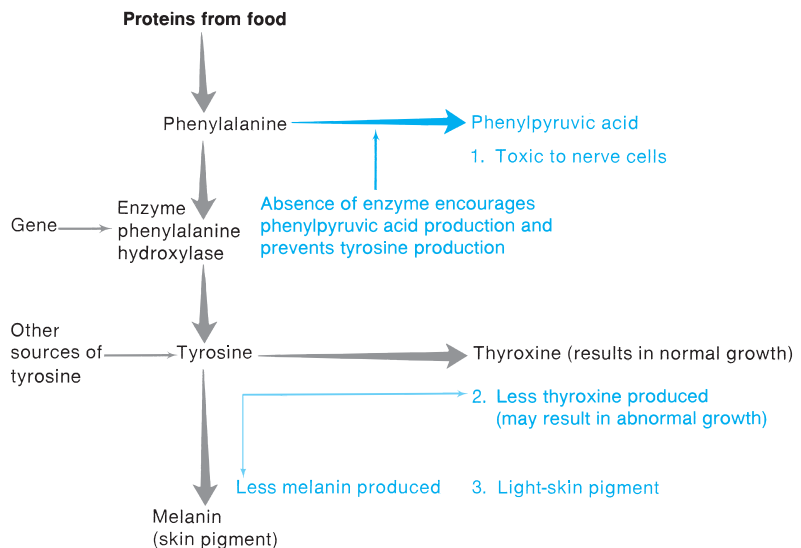 Proteins from food
Phenylalanine
Phenylpyruvic acid
1. Toxic to nerve cells
Absence of enzyme encourages
phenylpyruvic acid production and
prevents tyrosine production
Gene
Enzyme
phenylalanine
hydroxylase
Other
sources of
tyrosine
Tyrosine
Thyroxine (results in normal growth)
2. Less thyroxine produced
(may result in abnormal growth)
Less melanin produced
3. Light-skin pigment
Melanin
(skin pigment)